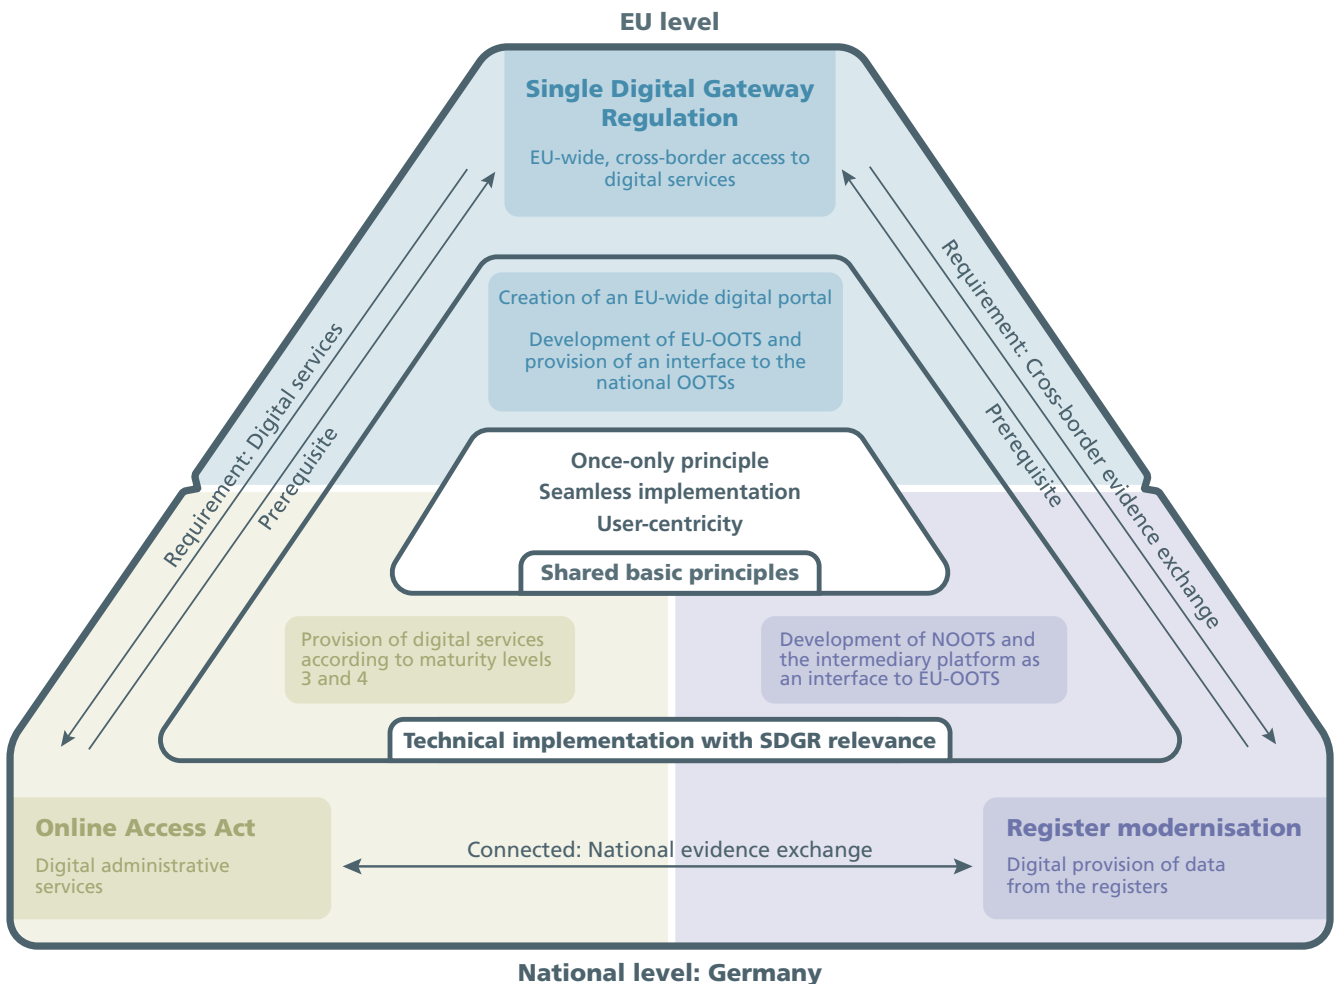 EU level
Single Digital Gateway
Regulation
EU-wide, cross-border access to
digital services
Requirement: Digital services
Prerequisite
Requirement: Cross-border evidence exchange
Prerequisite
Creation of an EU-wide digital portal
Development of EU-OOTS and
provision of an interface to the
national OOTSs
Once-only principle
Seamless implementation
User-centricity
Shared basic principles
Provision of digital services
according to maturity levels
3 and 4
Development of NOOTS and
the intermediary platform as
an interface to EU-OOTS
Technical implementation with SDGR relevance
Online Access Act
Digital administrative
services
Connected: National evidence exchange
Register modernisation
Digital provision of data
from the registers
National level: Germany